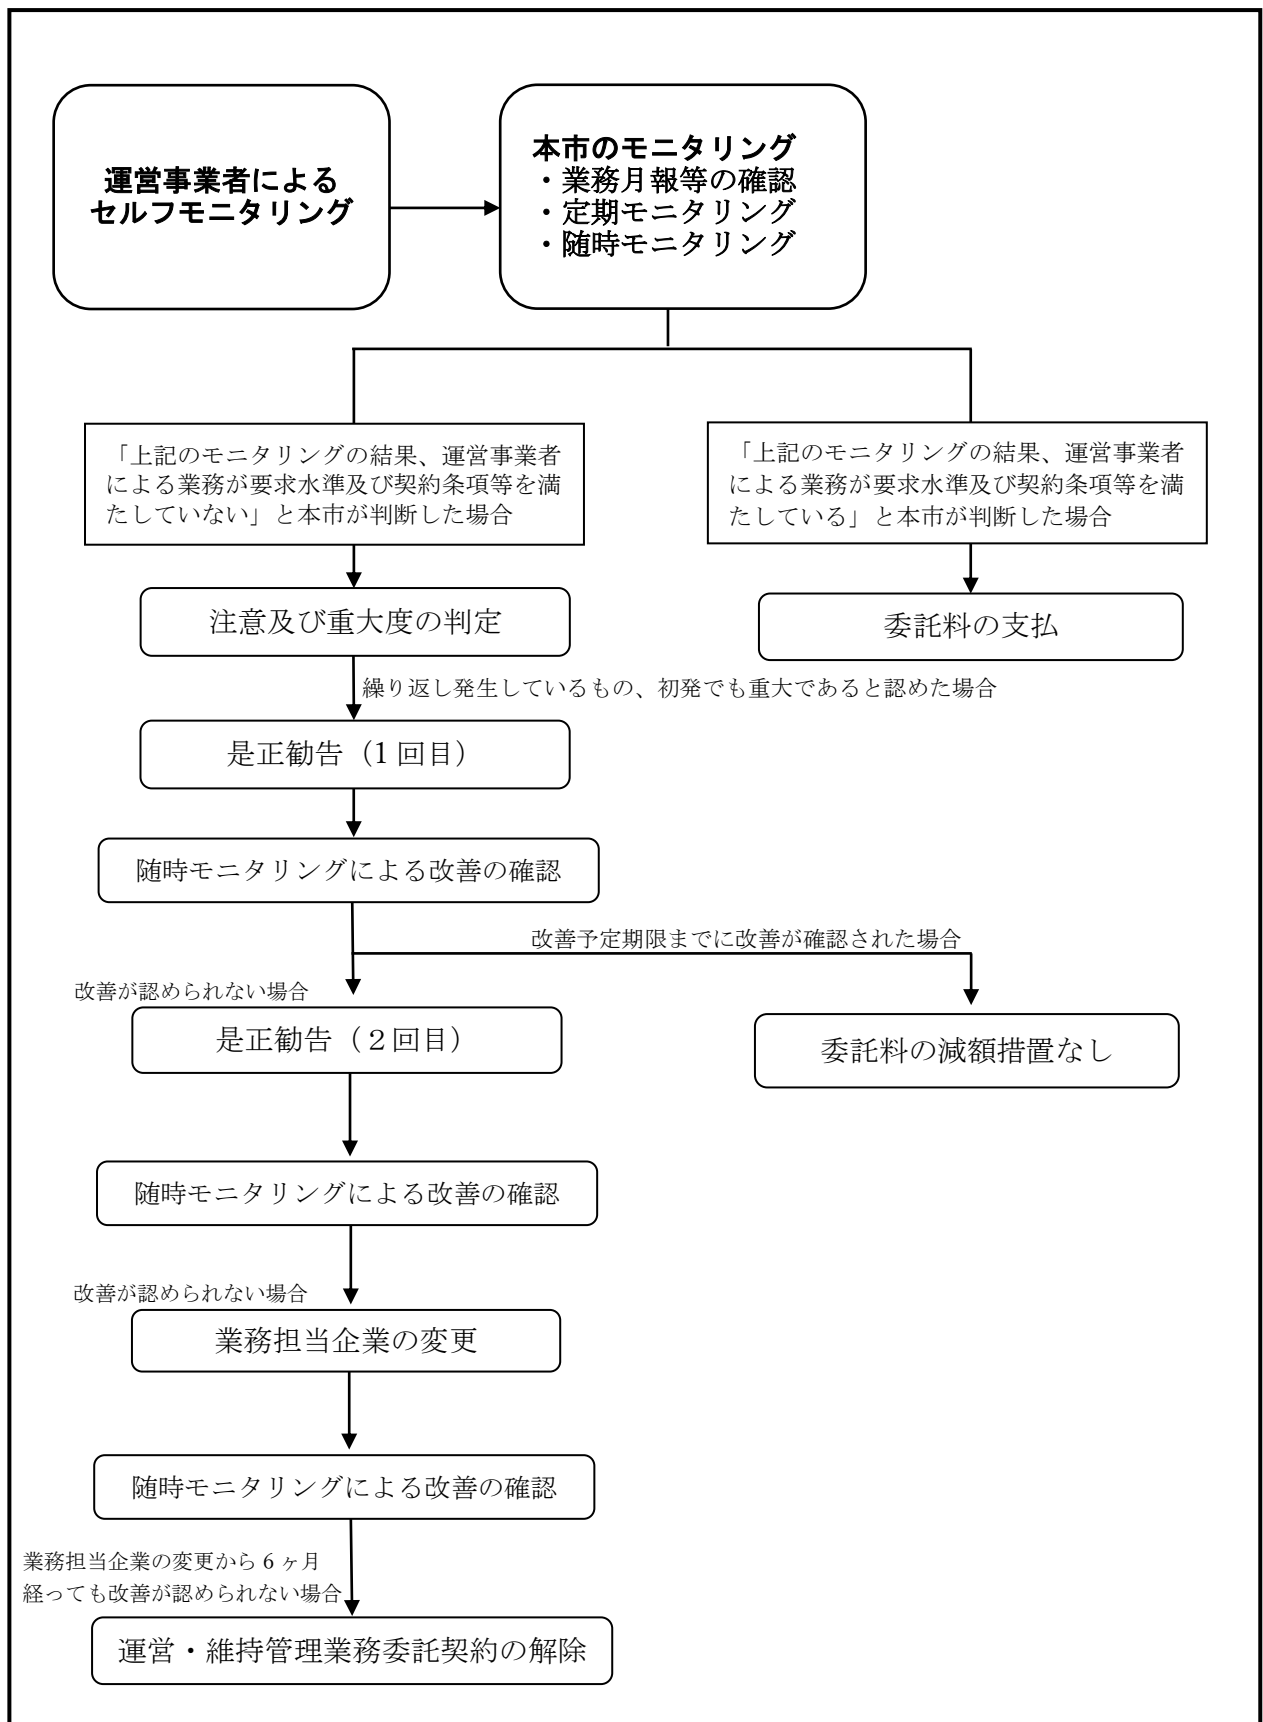 運営事業者による
セルフモニタリング
本市のモニタリング
・業務月報等の確認
・定期モニタリング
・随時モニタリング
「上記のモニタリングの結果、運営事業者
による業務が要求水準及び契約条項等を満
たしていない」と本市が判断した場合
「上記のモニタリングの結果、運営事業者
による業務が要求水準及び契約条項等を満
たしている」と本市が判断した場合
注意及び重大度の判定
委託料の支払
繰り返し発生しているもの、初発でも重大であると認めた場合
是正勧告（1 回目）
随時モニタリングによる改善の確認
改善予定期限までに改善が確認された場合
改善が認められない場合
是正勧告（２回目）
委託料の減額措置なし
随時モニタリングによる改善の確認
改善が認められない場合
業務担当企業の変更
随時モニタリングによる改善の確認
業務担当企業の変更から 6 ヶ月
経っても改善が認められない場合
運営・維持管理業務委託契約の解除